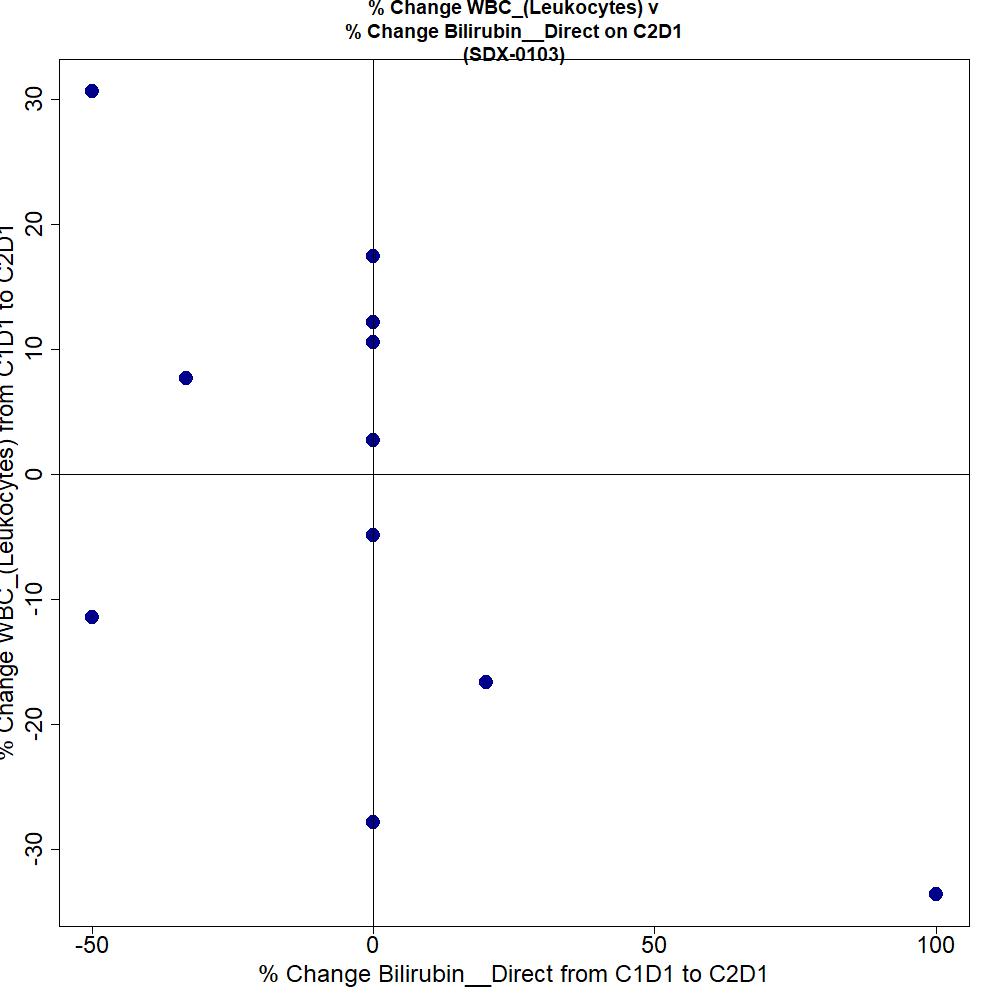 % Change WBC_(Leukocytes) v
% Change Bilirubin__Direct on C2D1
(SDX-0103)
% Change WBC_(Leukocytes) from C1D1 to C2D1
30
20
10
0
-10
-20
-30
-50
0
50
100
% Change Bilirubin__Direct from C1D1 to C2D1